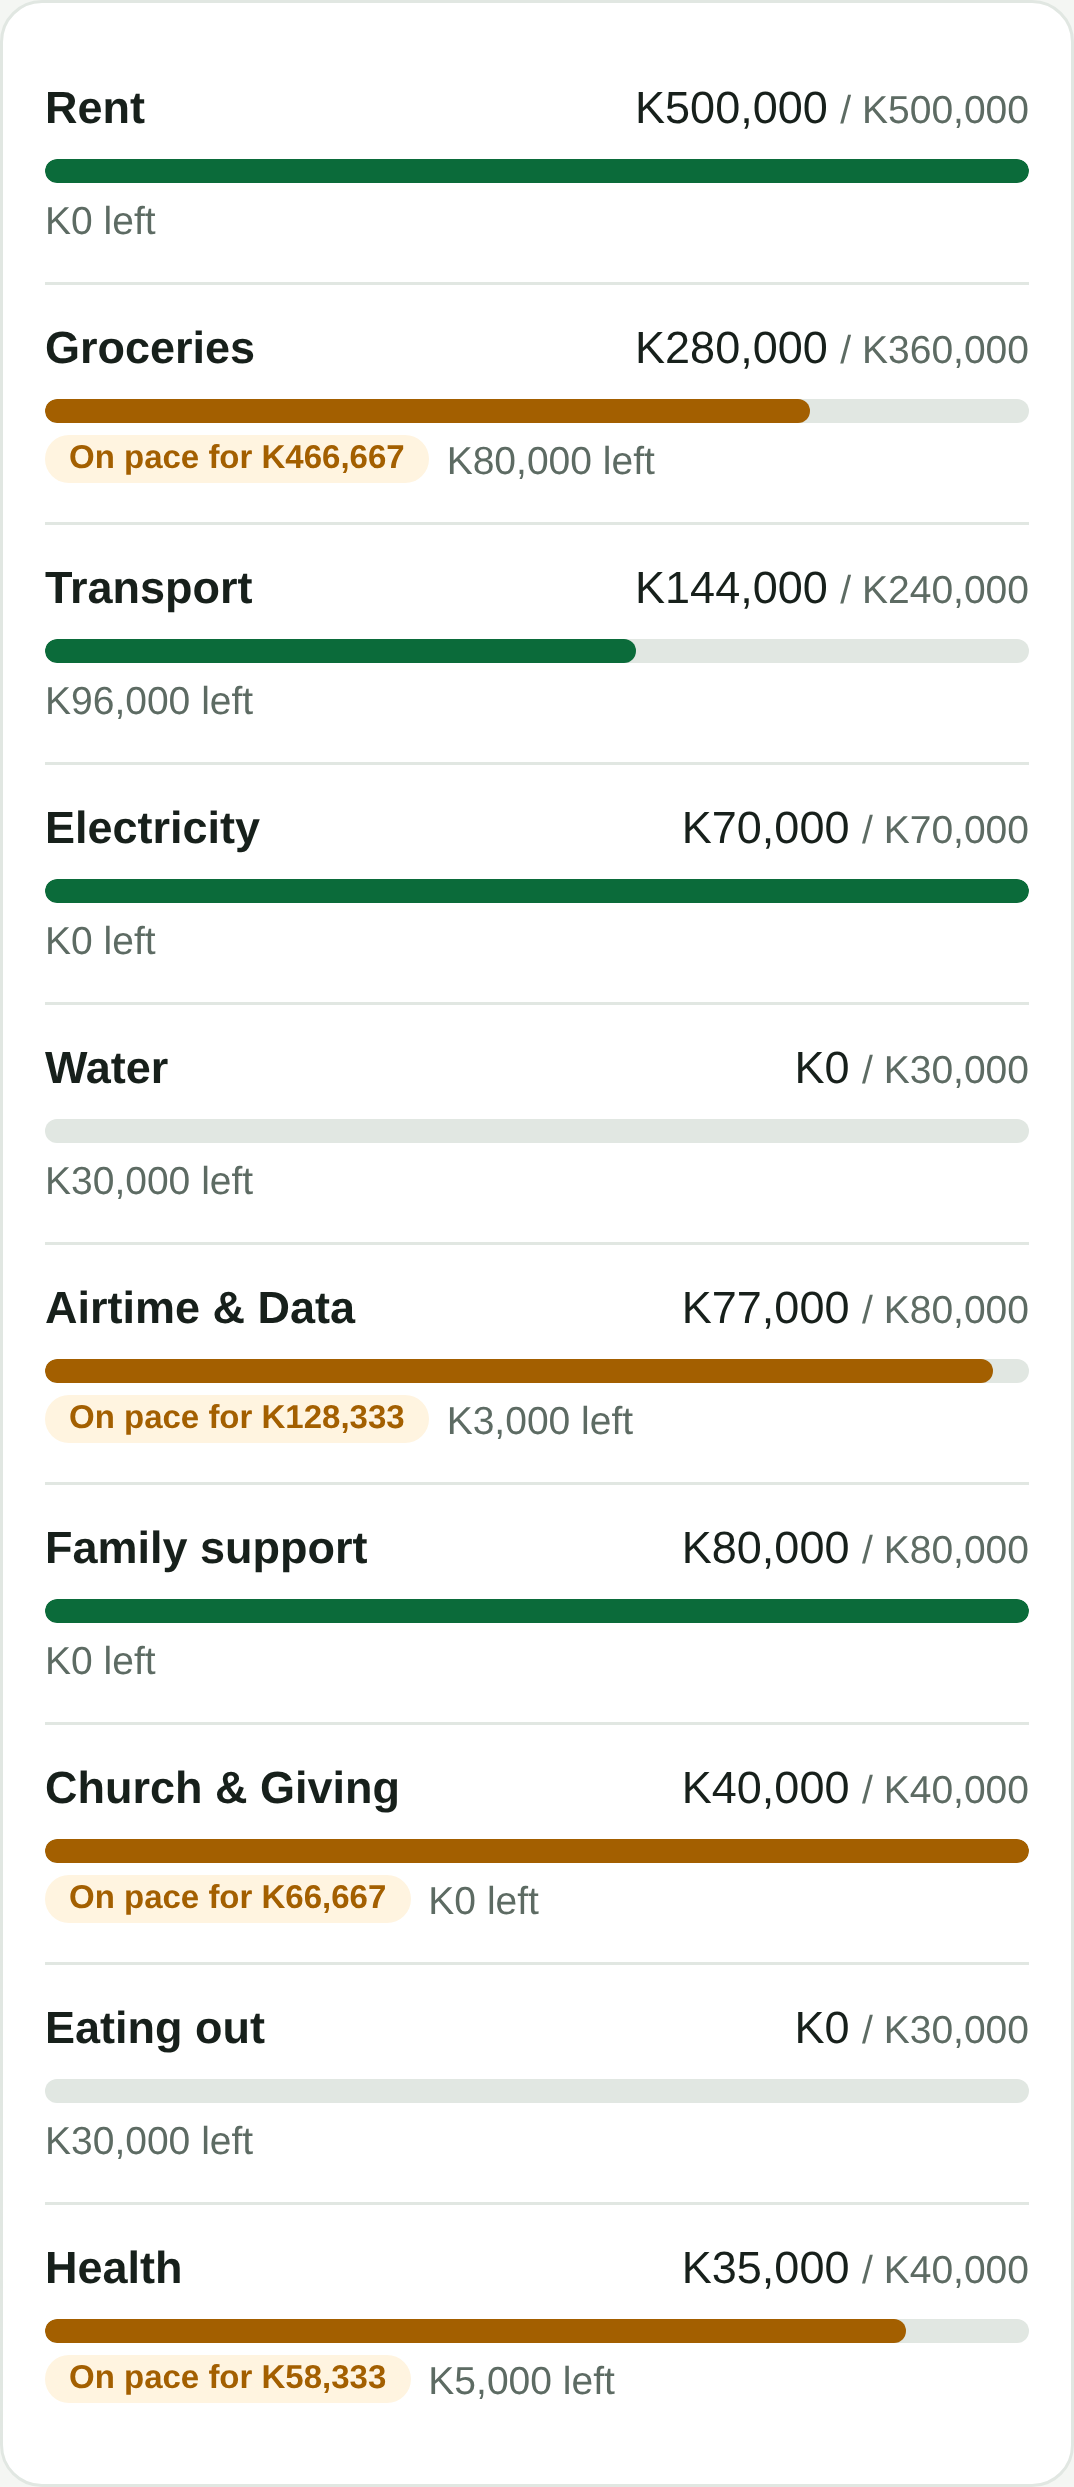 Rent K500,000 / K500,000
K0 left
Groceries K280,000 / K360,000
On pace for K466,667 K80,000 left
Transport K144,000 / K240,000
K96,000 left
Electricity K70,000 / K70,000
K0 left
Water K0 / K30,000
K30,000 left
Airtime & Data K77,000 / K80,000
On pace for K128,333 K3,000 left
Family support K80,000 / K80,000
K0 left
Church & Giving K40,000 / K40,000
On pace for K66,667 K0 left
Eating out K0 / K30,000
K30,000 left
Health K35,000 / K40,000
On pace for K58,333 K5,000 left